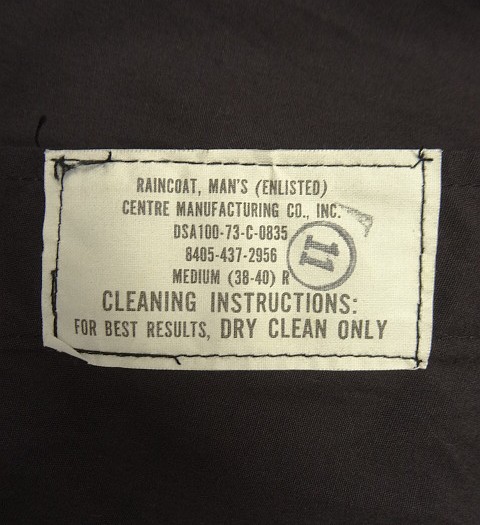 RAINCOAT, MAN'S (ENLISTED)
CENTRE MANUFACTURING CO., INC.
DSA100-73-C-0835
8405-437-2956
MEDIUM (38-40) R
11
CLEANING INSTRUCTIONS:
FOR BEST RESULTS, DRY CLEAN ONLY